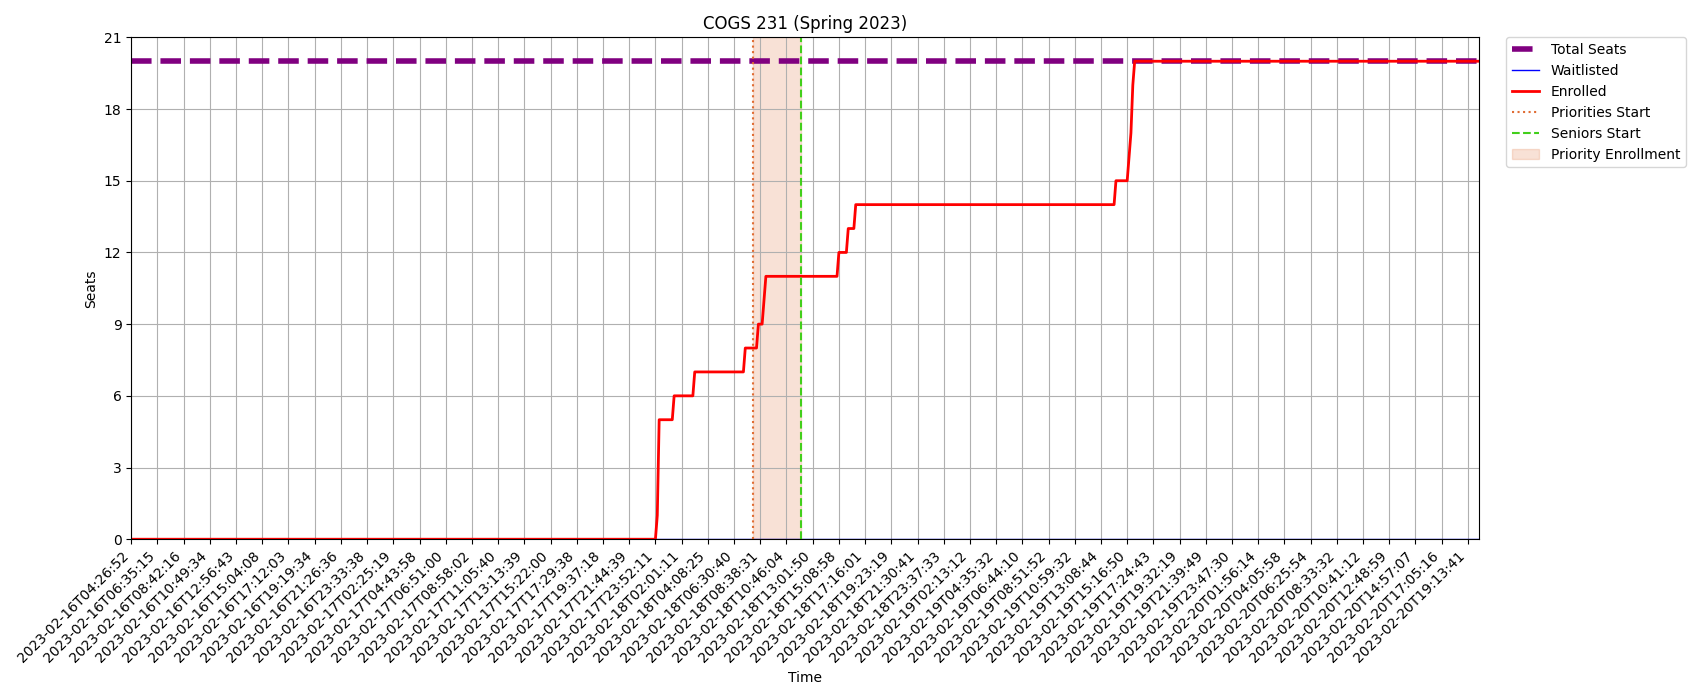 COGS 231 (Spring 2023)
21
18
15
12
9
6
3
0
Seats
Total Seats
Waitlisted
Enrolled
Priorities Start
Seniors Start
Priority Enrollment
2023-02-16T04:26:52
2023-02-16T06:35:15
2023-02-16T08:42:16
2023-02-16T10:49:34
2023-02-16T12:56:43
2023-02-16T15:04:08
2023-02-16T17:12:03
2023-02-16T19:19:34
2023-02-16T21:26:36
2023-02-16T23:33:38
2023-02-17T02:25:19
2023-02-17T04:43:58
2023-02-17T06:51:00
2023-02-17T08:58:02
2023-02-17T11:05:40
2023-02-17T13:13:39
2023-02-17T15:22:00
2023-02-17T17:29:38
2023-02-17T19:37:18
2023-02-17T21:44:39
2023-02-17T23:52:11
2023-02-18T02:01:11
2023-02-18T04:08:25
2023-02-18T06:30:40
2023-02-18T08:38:31
2023-02-18T10:46:04
2023-02-18T13:01:50
2023-02-18T15:08:58
2023-02-18T17:16:01
2023-02-18T19:23:19
2023-02-18T21:30:41
2023-02-18T23:37:33
2023-02-19T02:13:12
2023-02-19T04:35:32
2023-02-19T06:44:10
2023-02-19T08:51:52
2023-02-19T10:59:32
2023-02-19T13:08:44
2023-02-19T15:16:50
2023-02-19T17:24:43
2023-02-19T19:32:19
2023-02-19T21:39:49
2023-02-19T23:47:30
2023-02-20T01:56:14
2023-02-20T04:05:58
2023-02-20T06:25:54
2023-02-20T08:33:32
2023-02-20T10:41:12
2023-02-20T12:48:59
2023-02-20T14:57:07
2023-02-20T17:05:16
2023-02-20T19:13:41
Time